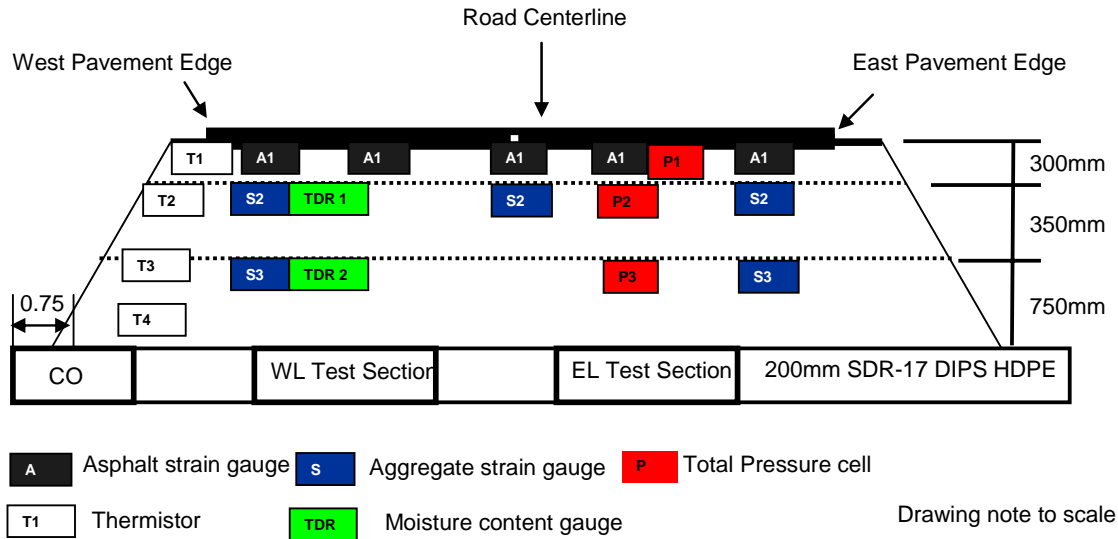 Road Centerline
West Pavement Edge
East Pavement Edge
T1 A1 A1 A1 A1 P1 A1
300mm
T2 S2 TDR 1 S2 P2 S2
350mm
T3 S3 TDR 2 P3 S3
0.75
750mm
T4
CO WL Test Section EL Test Section 200mm SDR-17 DIPS HDPE
A Asphalt strain gauge S Aggregate strain gauge P Total Pressure cell
T1 Thermistor TDR Moisture content gauge Drawing note to scale